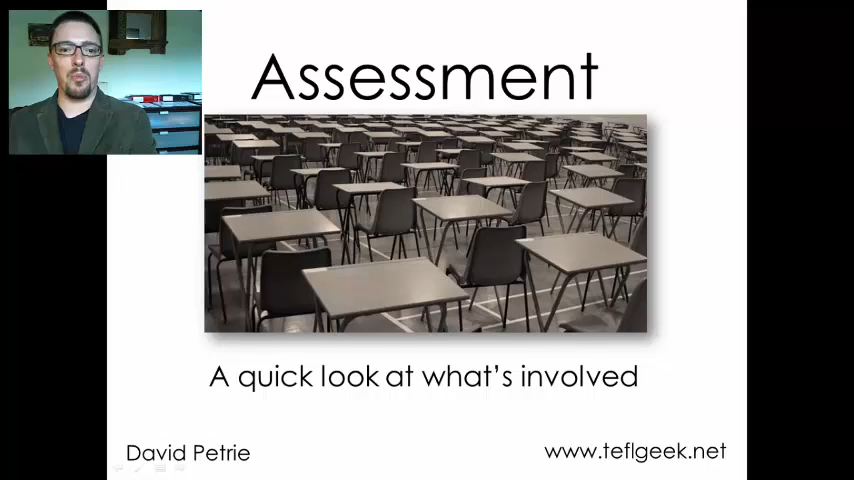 Assessment
A quick look at what's involved
David Petrie
www.teflgeek.net